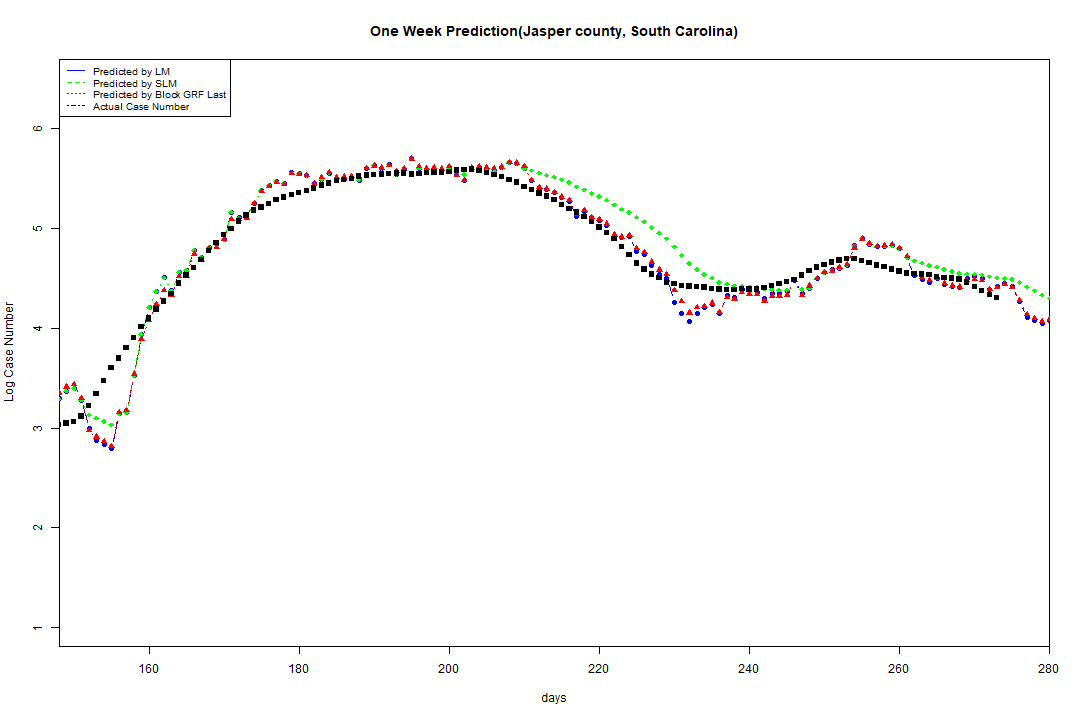 One Week Prediction(Jasper county, South Carolina)
Predicted by LM
Predicted by SLM
Predicted by Block GRF Last
Actual Case Number
6
5
4
3
2
1
Log Case Number
160 180 200 220 240 260 280
days